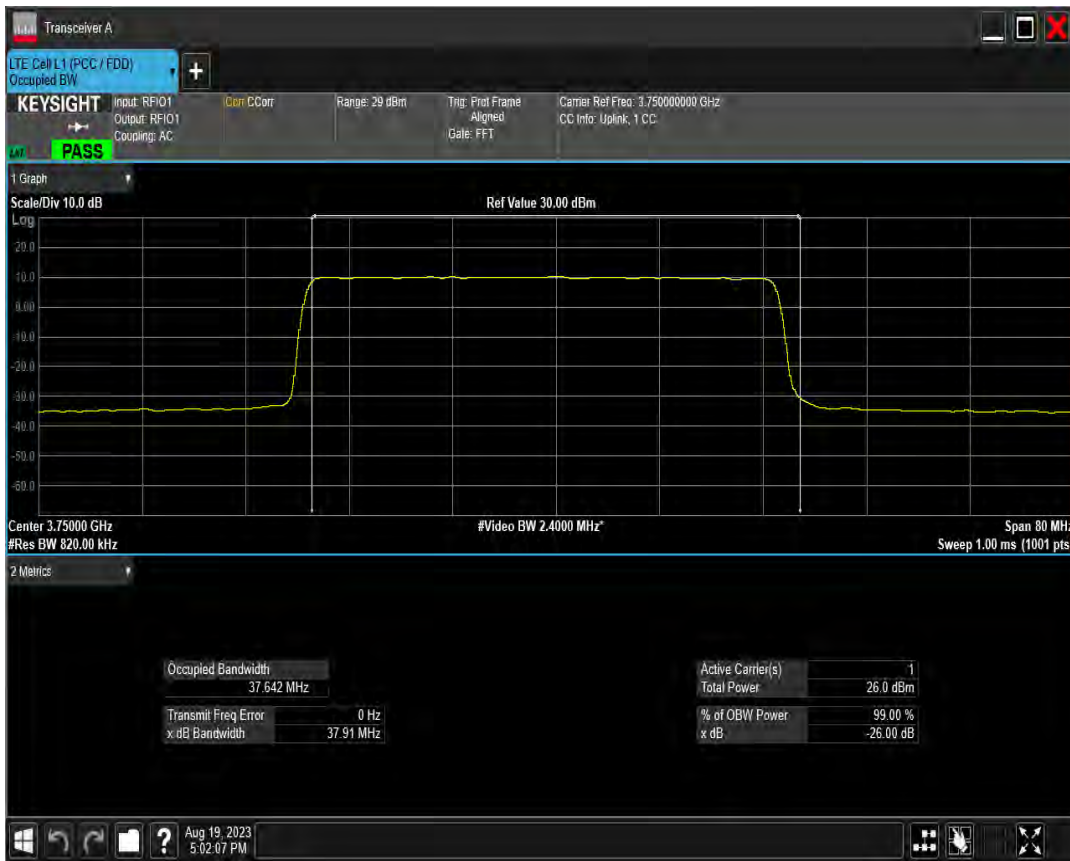 Transceiver A
LTE Cell L1 (PCC / FDD)
Occupied BW
+
KEYSIGHT
Input: RFIO1
Output: RFIO1
Coupling: AC
Corr CCorr
Range: 29 dBm
Trig: Prot Frame
Aligned
Gate: FFT
Carrier Ref Freq: 3.750000000 GHz
CC Info: Uplink, 1 CC
PASS
1 Graph
Scale/Div 10.0 dB
Ref Value 30.00 dBm
Log
20.0
10.0
0.00
-10.0
-20.0
-30.0
-40.0
-50.0
-60.0
Center 3.75000 GHz
#Video BW 2.4000 MHz*
Span 80 MHz
#Res BW 820.00 kHz
Sweep 1.00 ms (1001 pts
2 Metrics
Occupied Bandwidth
37.642 MHz
Transmit Freq Error 0 Hz
x dB Bandwidth 37.91 MHz
Active Carrier(s) 1
Total Power 26.0 dBm
% of OBW Power 99.00 %
x dB -26.00 dB
?
Aug 19, 2023
5:02:07 PM